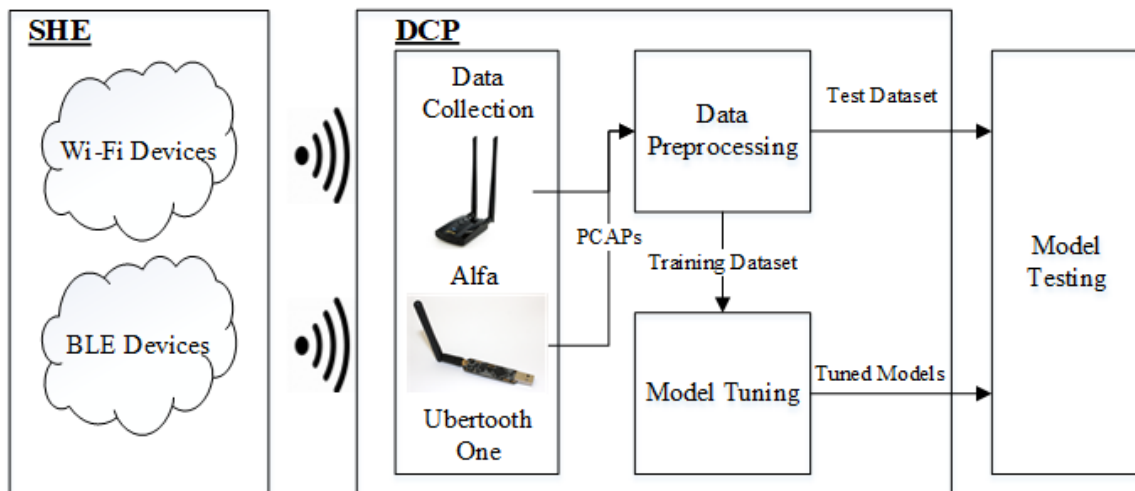 SHE
Wi-Fi Devices
BLE Devices
DCP
Data
Collection
Alfa
Ubertooth
One
PCAPs
Data
Preprocessing
Training Dataset
Model Tuning
Test Dataset
Tuned Models
Model
Testing